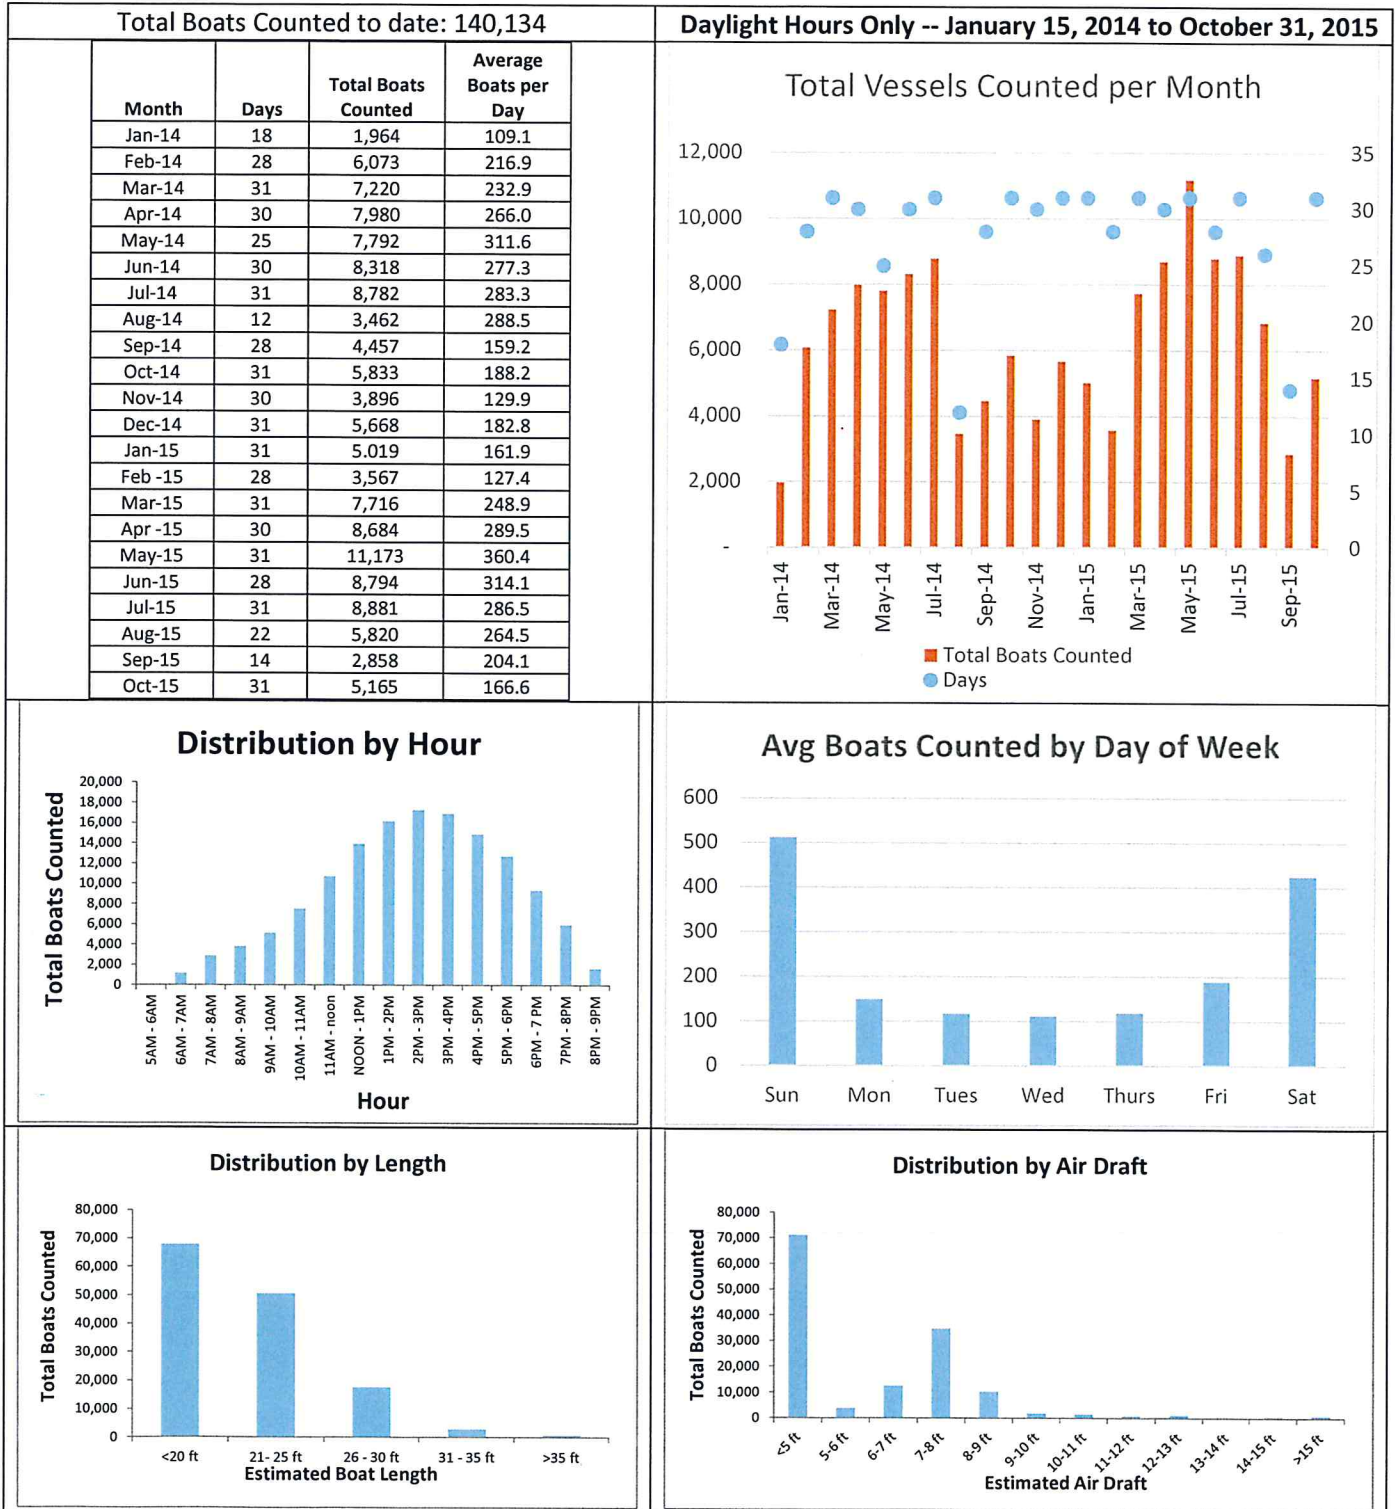 Total Boats Counted to date: 140,134
Daylight Hours Only -- January 15, 2014 to October 31, 2015
Month Days Total Boats Counted Average Boats per Day
Jan-14 18 1,964 109.1
Feb-14 28 6,073 216.9
Mar-14 31 7,220 232.9
Apr-14 30 7,980 266.0
May-14 25 7,792 311.6
Jun-14 30 8,318 277.3
Jul-14 31 8,782 283.3
Aug-14 12 3,462 288.5
Sep-14 28 4,457 159.2
Oct-14 31 5,833 188.2
Nov-14 30 3,896 129.9
Dec-14 31 5,668 182.8
Jan-15 31 5.019 161.9
Feb -15 28 3,567 127.4
Mar-15 31 7,716 248.9
Apr -15 30 8,684 289.5
May-15 31 11,173 360.4
Jun-15 28 8,794 314.1
Jul-15 31 8,881 286.5
Aug-15 22 5,820 264.5
Sep-15 14 2,858 204.1
Oct-15 31 5,165 166.6
Total Vessels Counted per Month
12,000
10,000
8,000
6,000
4,000
2,000
-
35
30
25
20
15
10
5
0
Jan-14 Mar-14 May-14 Jul-14 Sep-14 Nov-14 Jan-15 Mar-15 May-15 Jul-15 Sep-15
Total Boats Counted
Days
Distribution by Hour
Total Boats Counted
20,000
18,000
16,000
14,000
12,000
10,000
8,000
6,000
4,000
2,000
0
5AM - 6AM 6AM - 7AM 7AM - 8AM 8AM - 9AM 9AM - 10AM 10AM - 11AM 11AM - noon NOON - 1PM 1PM - 2PM 2PM - 3PM 3PM - 4PM 4PM - 5PM 5PM - 6PM 6PM - 7 PM 7PM - 8PM 8PM - 9PM
Hour
Avg Boats Counted by Day of Week
600
500
400
300
200
100
0
Sun Mon Tues Wed Thurs Fri Sat
Distribution by Length
Total Boats Counted
80,000
70,000
60,000
50,000
40,000
30,000
20,000
10,000
0
<20 ft 21- 25 ft 26 - 30 ft 31 - 35 ft >35 ft
Estimated Boat Length
Distribution by Air Draft
Total Boats Counted
80,000
70,000
60,000
50,000
40,000
30,000
20,000
10,000
0
<5 ft 5-6 ft 6-7 ft 7-8 ft 8-9 ft 9-10 ft 10-11 ft 11-12 ft 12-13 ft 13-14 ft 14-15 ft >15 ft
Estimated Air Draft